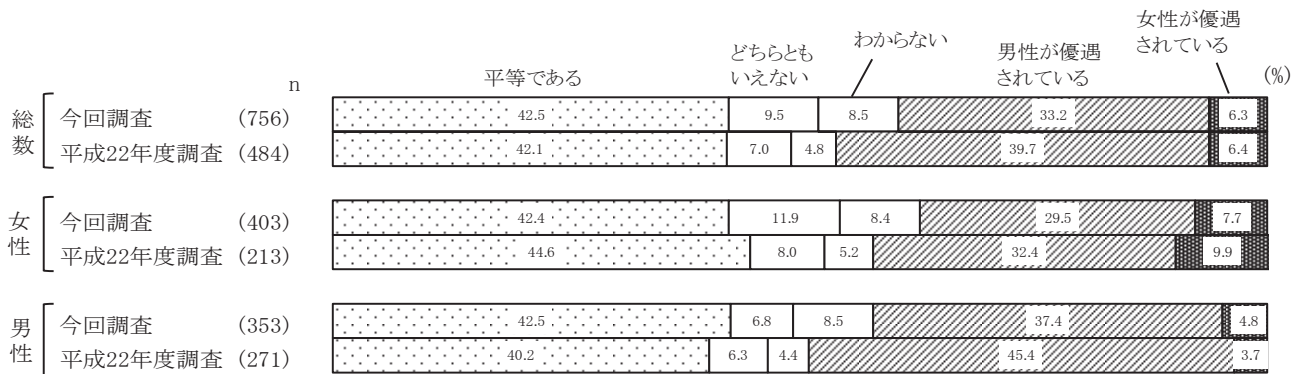 女性が優遇
されている
わからない
どちらとも
いえない
男性が優遇
されている
平等である
(%)
n
総数
今回調査 (756) 42.5 9.5 8.5 33.2 6.3
平成22年度調査 (484) 42.1 7.0 4.8 39.7 6.4
女性
今回調査 (403) 42.4 11.9 8.4 29.5 7.7
平成22年度調査 (213) 44.6 8.0 5.2 32.4 9.9
男性
今回調査 (353) 42.5 6.8 8.5 37.4 4.8
平成22年度調査 (271) 40.2 6.3 4.4 45.4 3.7